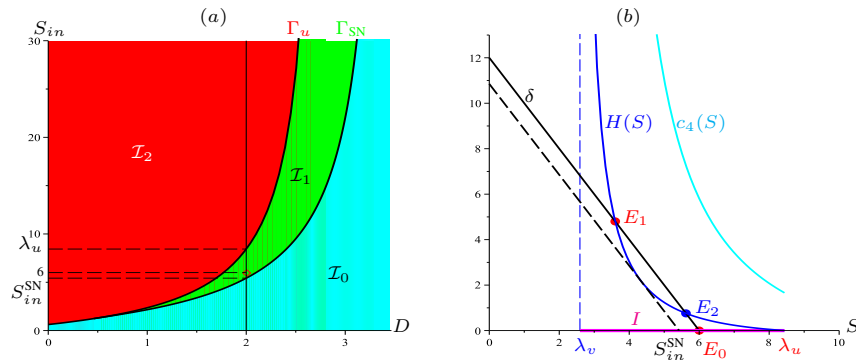 (a)
S_in Γ_u Γ_SN
30
I_2
I_1
20
10
λ_u
6
S_in^SN
I_0
0
0 1 2 3 D
(b)
12
δ
H(S) c_4(S)
10
8
6
E_1
4
2
E_2
I
0
0 2 λ_v 4 S_in^SN 6 E_0 8 λ_u S